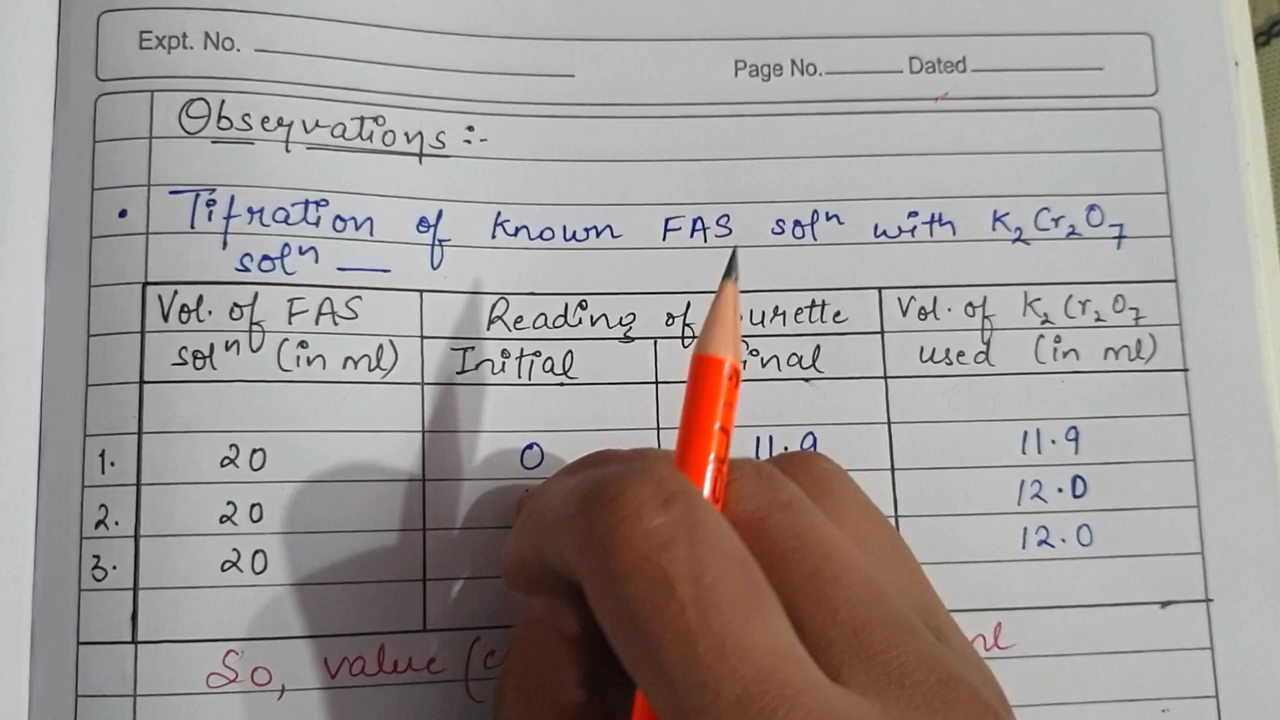 Expt. No.
Page No. Dated
Observations :-
• Titration of known FAS solⁿ with K₂Cr₂O₇
solⁿ —
Vol. of FAS Reading of Vol. of K₂Cr₂O₇
solⁿ (in ml) Initial used (in ml)
1. 20 0 11.9 11.9
2. 20 12.0
3. 20 12.0
So, value